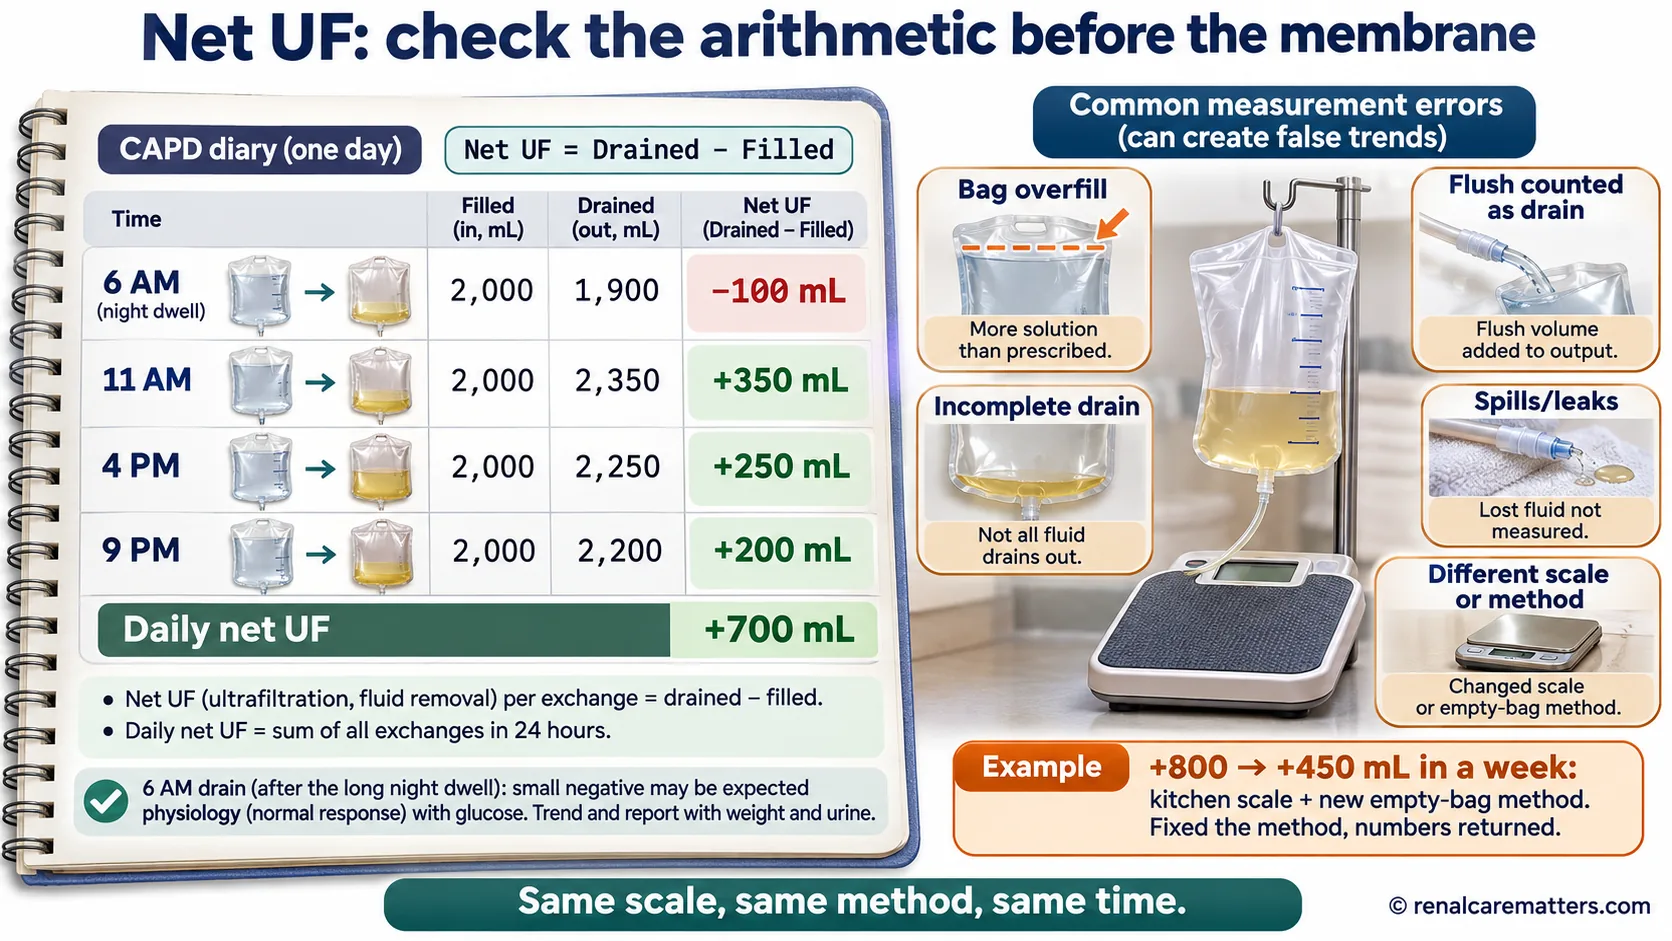 Net UF: check the arithmetic before the membrane
CAPD diary (one day)
Net UF = Drained – Filled
Time
Filled
(in, mL)
Drained
(out, mL)
Net UF
(Drained – Filled)
6 AM
(night dwell)
2,000
1,900
–100 mL
11 AM
2,000
2,350
+350 mL
4 PM
2,000
2,250
+250 mL
9 PM
2,000
2,200
+200 mL
Daily net UF
+700 mL
• Net UF (ultrafiltration, fluid removal) per exchange = drained – filled.
• Daily net UF = sum of all exchanges in 24 hours.
6 AM drain (after the long night dwell): small negative may be expected
physiology (normal response) with glucose. Trend and report with weight and urine.
Common measurement errors
(can create false trends)
Bag overfill
More solution
than prescribed.
Flush counted
as drain
Flush volume
added to output.
Incomplete drain
Not all fluid
drains out.
Spills/leaks
Lost fluid not
measured.
Different scale
or method
Changed scale
or empty-bag method.
Example
+800 → +450 mL in a week:
kitchen scale + new empty-bag method.
Fixed the method, numbers returned.
Same scale, same method, same time.
© renalcarematters.com